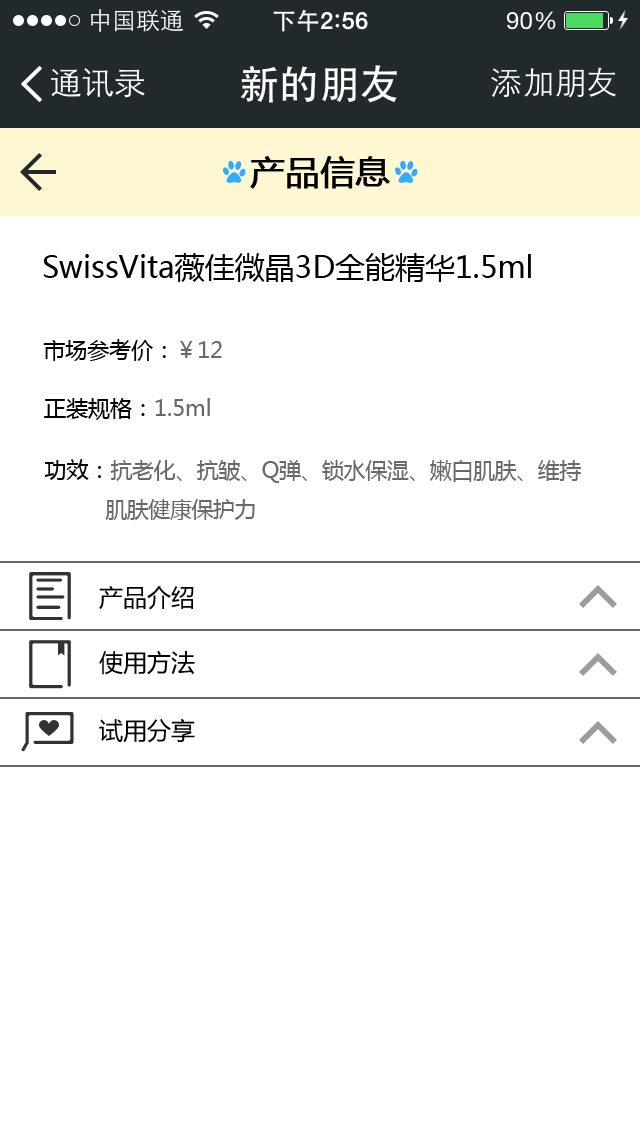 中国联通 下午2:56 90%
通讯录 新的朋友 添加朋友
产品信息
SwissVita薇佳微晶3D全能精华1.5ml
市场参考价：￥12
正装规格：1.5ml
功效：抗老化、抗皱、Q弹、锁水保湿、嫩白肌肤、维持
肌肤健康保护力
产品介绍
使用方法
试用分享